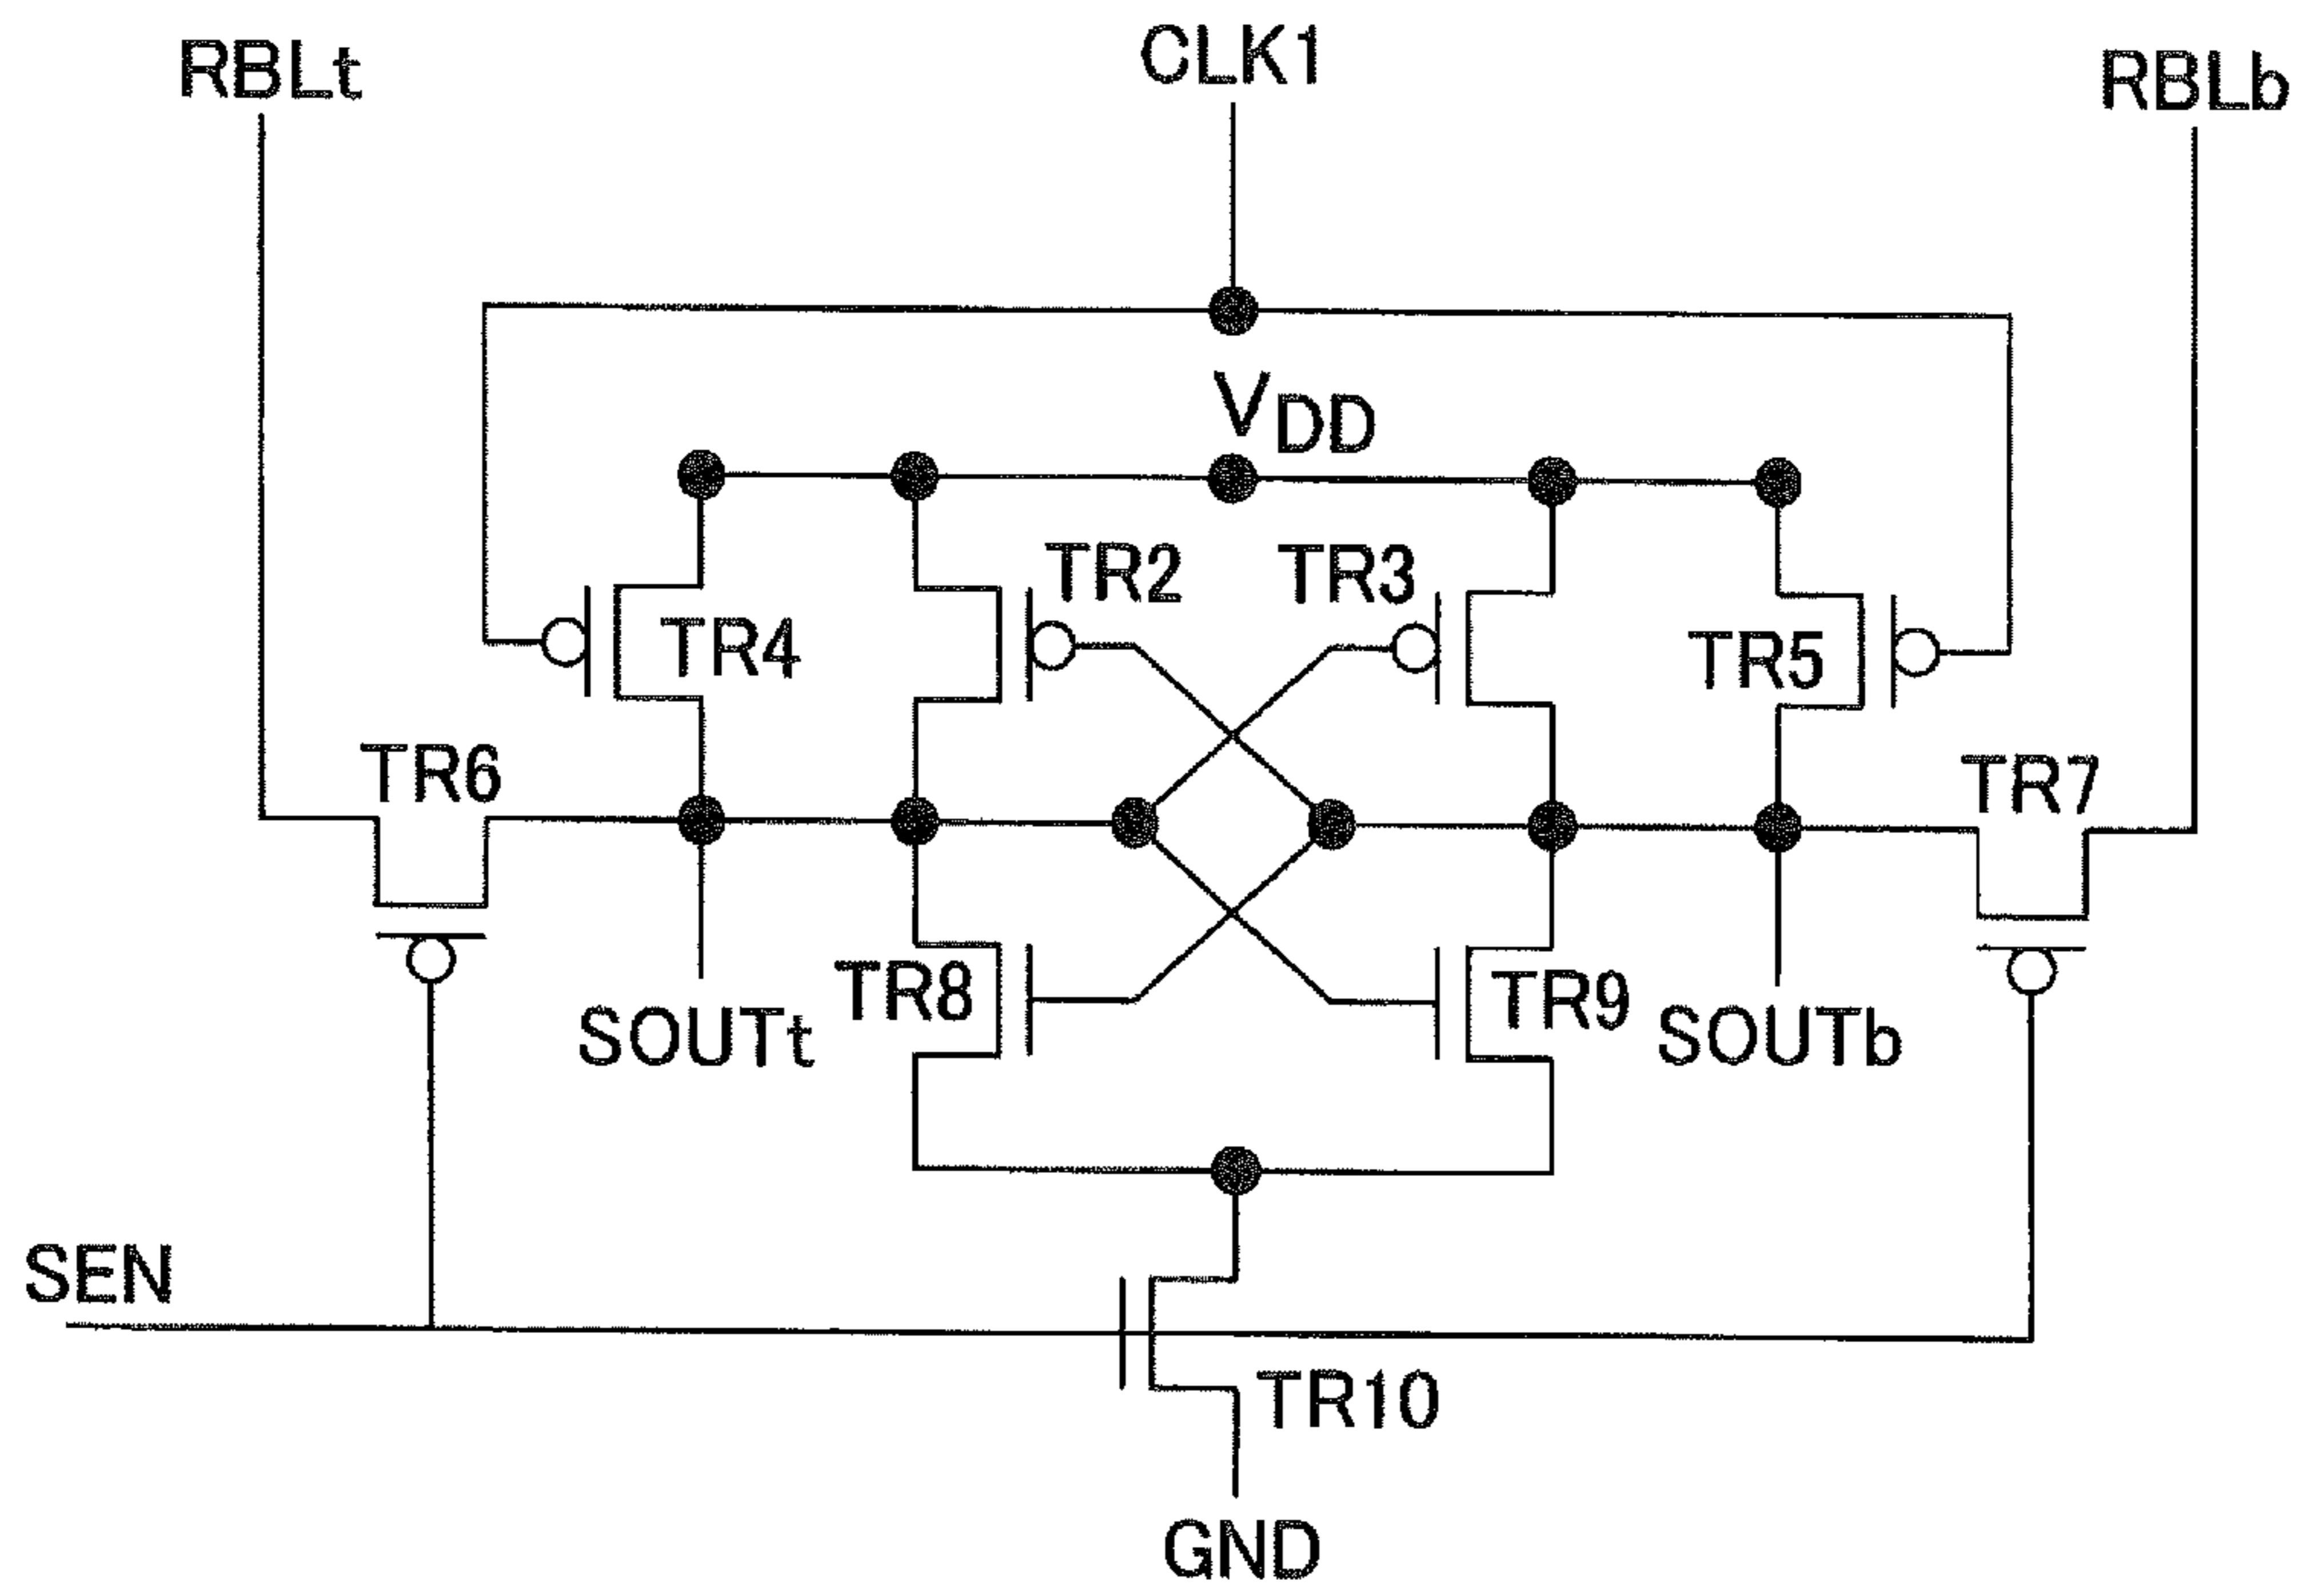 RBLt
CLK1
RBLb
VDD
TR2
TR3
TR4
TR5
TR6
TR7
TR8
TR9
SOUTt
SOUTb
SEN
TR10
GND